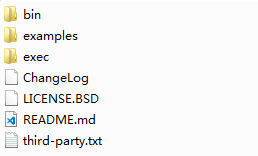 bin
examples
exec
ChangeLog
LICENSE.BSD
README.md
third-party.txt